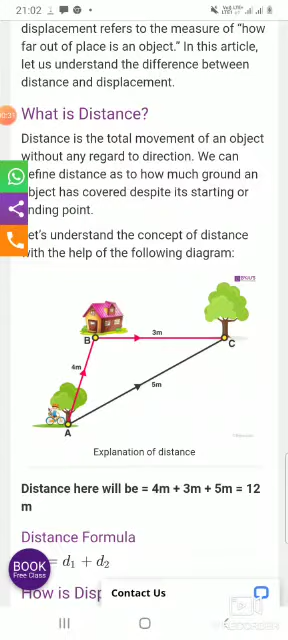 21:02
displacement refers to the measure of “how
far out of place is an object.” In this article,
let us understand the difference between
distance and displacement.
00:21
What is Distance?
Distance is the total movement of an object
without any regard to direction. We can
efine distance as to how much ground an
bject has covered despite its starting or
nding point.
et’s understand the concept of distance
with the help of the following diagram:
B
3m
C
4m
5m
A
Explanation of distance
Distance here will be = 4m + 3m + 5m = 12
m
Distance Formula
= d₁ + d₂
BOOK
Free Class
How is Disp
Contact Us